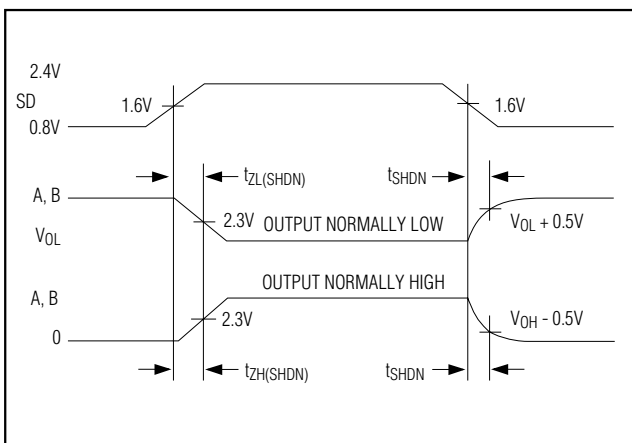 2.4V
SD
0.8V
1.6V
1.6V
tZL(SHDN)
tSHDN
A, B
VOL
2.3V
OUTPUT NORMALLY LOW
VOL + 0.5V
OUTPUT NORMALLY HIGH
A, B
0
2.3V
VOH - 0.5V
tZH(SHDN)
tSHDN